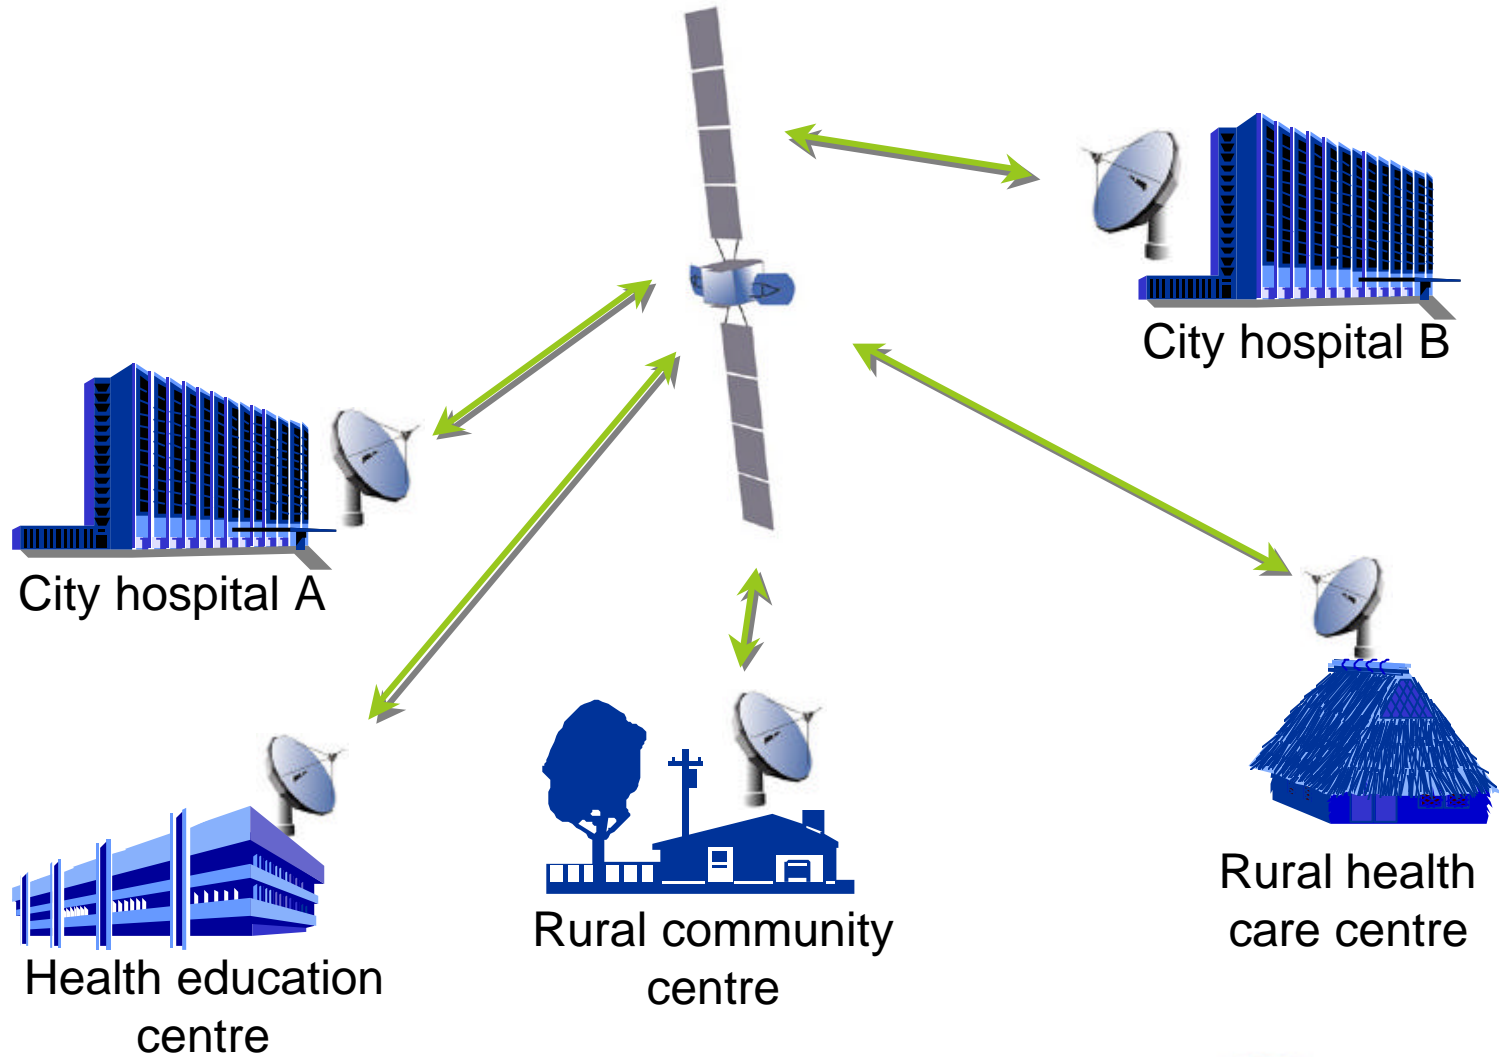 City hospital B
City hospital A
Rural health
care centre
Rural community
centre
Health education
centre